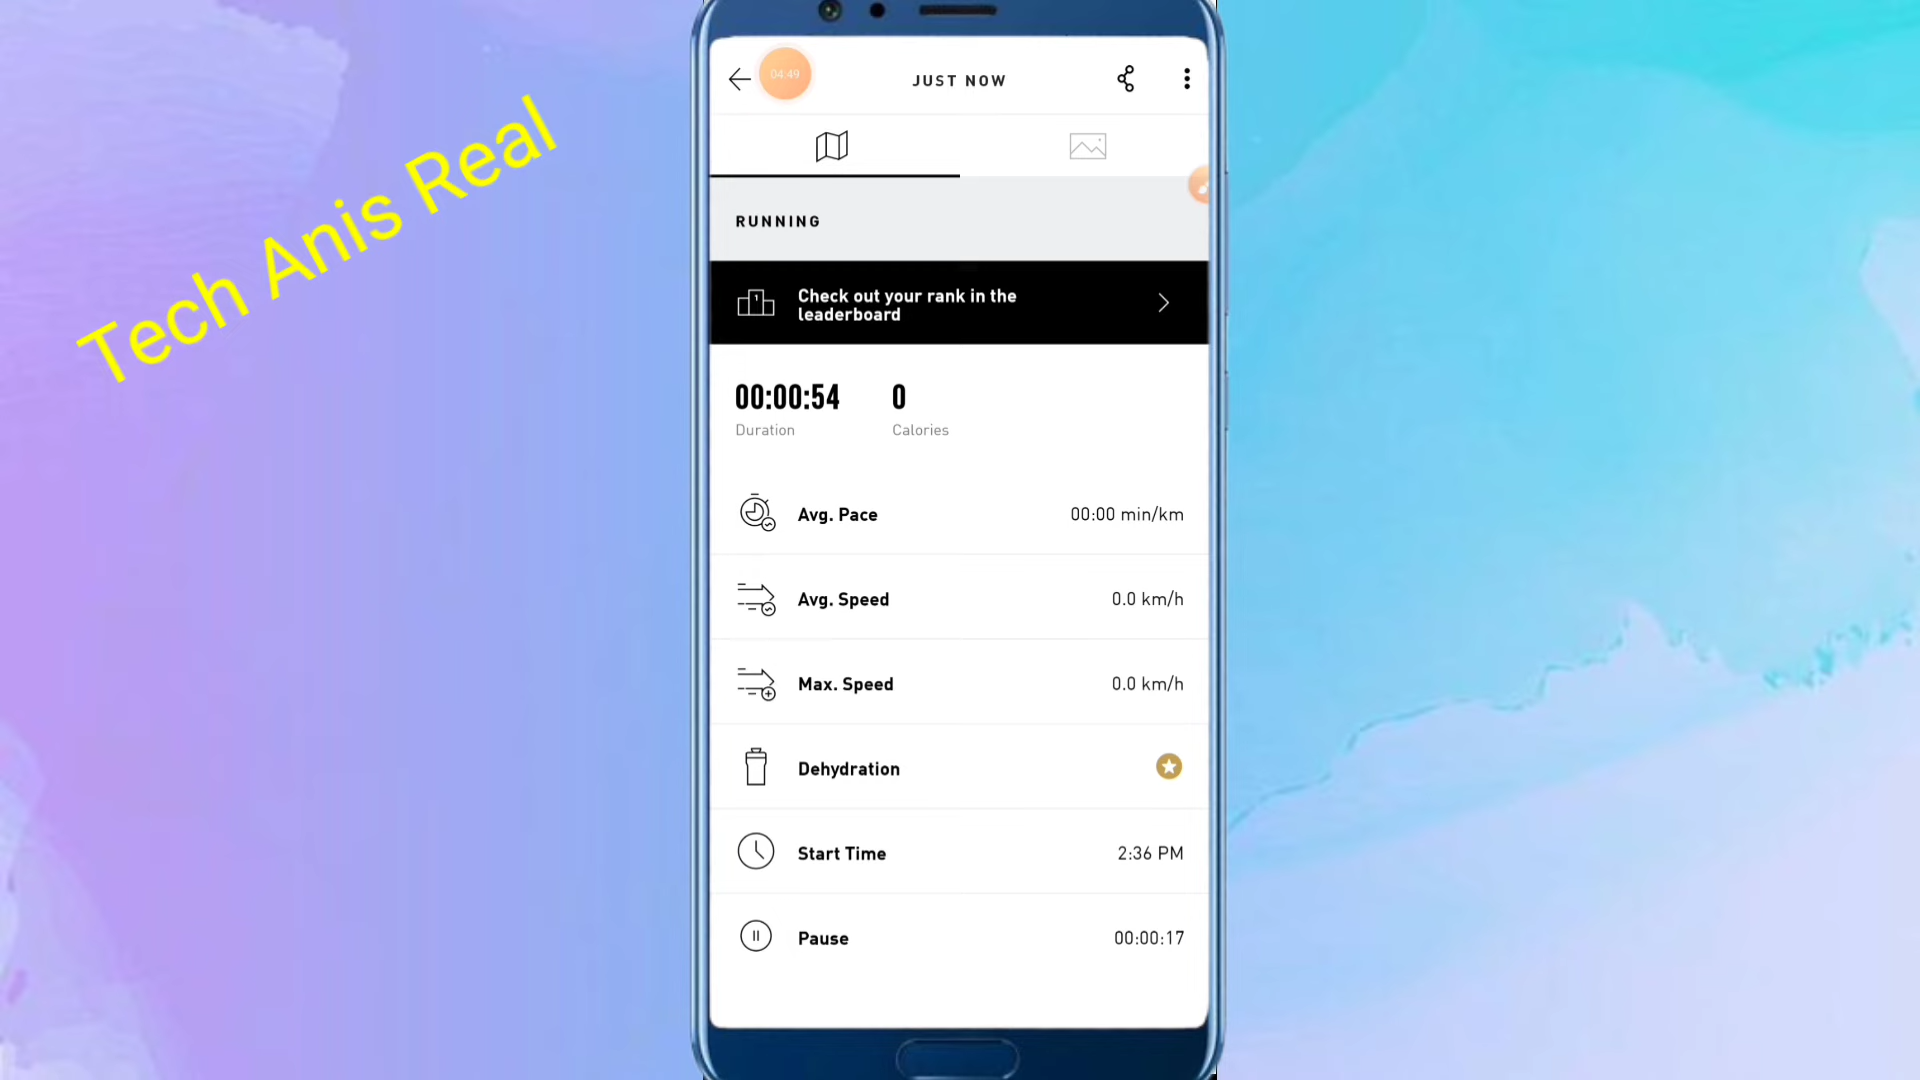 Tech Anis Real
04:49
JUST NOW
RUNNING
1
Check out your rank in the
leaderboard
00:00:54
0
Duration
Calories
Avg. Pace
00:00 min/km
Avg. Speed
0.0 km/h
Max. Speed
0.0 km/h
Dehydration
Start Time
2:36 PM
Pause
00:00:17